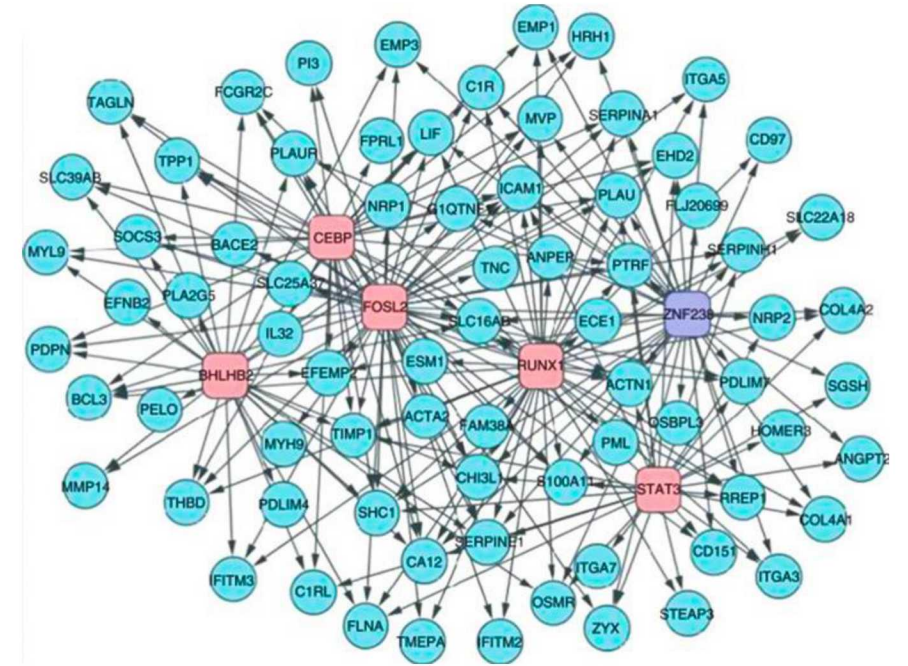 EMP1
HRH1
EMP3
PI3
ITGA5
C1R
FCGR2C
TAGLN
MVP
SERPINA1
LIF
FPRL1
CD97
PLAUR
EHD2
TPP1
SLC39AB
ICAM1
PLAU
NRP1
FLJ20699
SLC22A18
SOCS3
CEBP
BACE2
MYL9
SERPINH1
ANPEP
PTRF
TNC
SLC25A37
PLA2G5
EFNB2
FOSL2
ZNF238
NRP2
COL4A2
SLC16AB
ECE1
IL32
PDPN
ESM1
RUNX1
BHLHB2
EFEMP2
ACTN1
PDLIM7
SGSH
BCL3
PELO
ACTA2
FAM38A
OSBPL3
HOMER3
TIMP1
MYH9
PML
ANGPT2
CHI3L1
S100A11
STAT3
MMP14
RREP1
THBD
PDLIM4
SHC1
COL4A1
SERPINE1
CD151
CA12
ITGA7
ITGA3
IFITM3
C1RL
OSMR
STEAP3
FLNA
TMEPA
IFITM2
ZYX